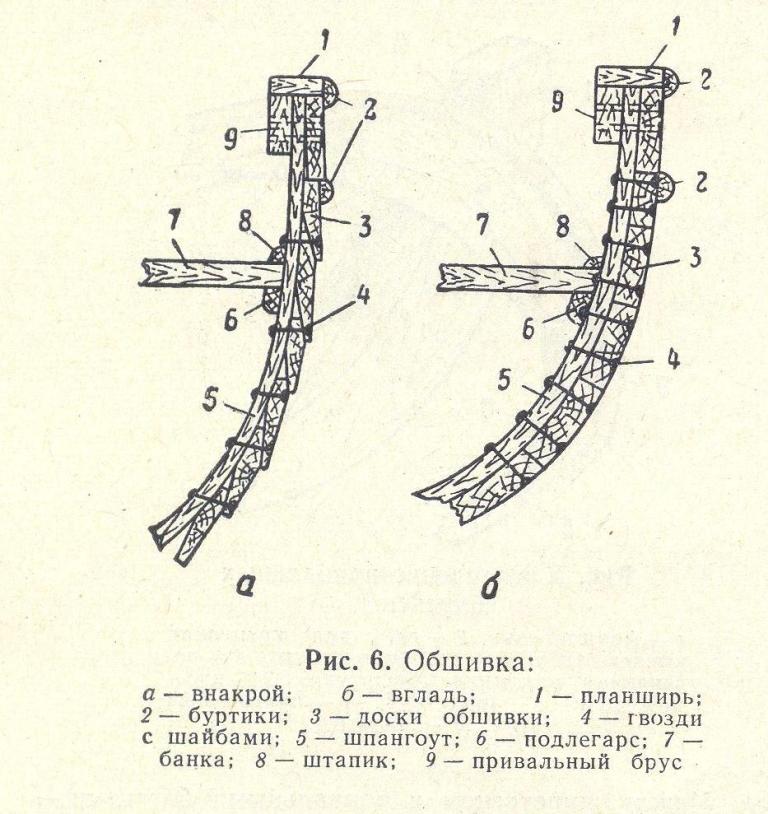 1
2
9
3
8
7
6
4
5
а
1
2
9
2
8
7
3
6
4
5
б
Рис. 6. Обшивка:
а — внакрой; б — вгладь; 1 — планширь;
2 — буртики; 3 — доски обшивки; 4 — гвозди
с шайбами; 5 — шпангоут; 6 — подлегарс; 7 —
банка; 8 — штапик; 9 — привальный брус